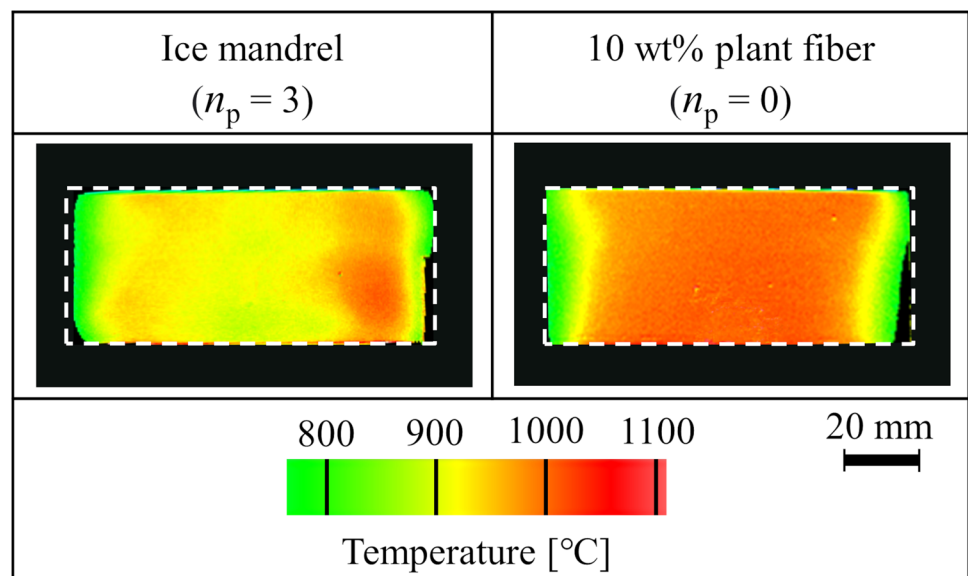 Ice mandrel
(nₚ = 3)
10 wt% plant fiber
(nₚ = 0)
800 900 1000 1100
20 mm
Temperature [°C]